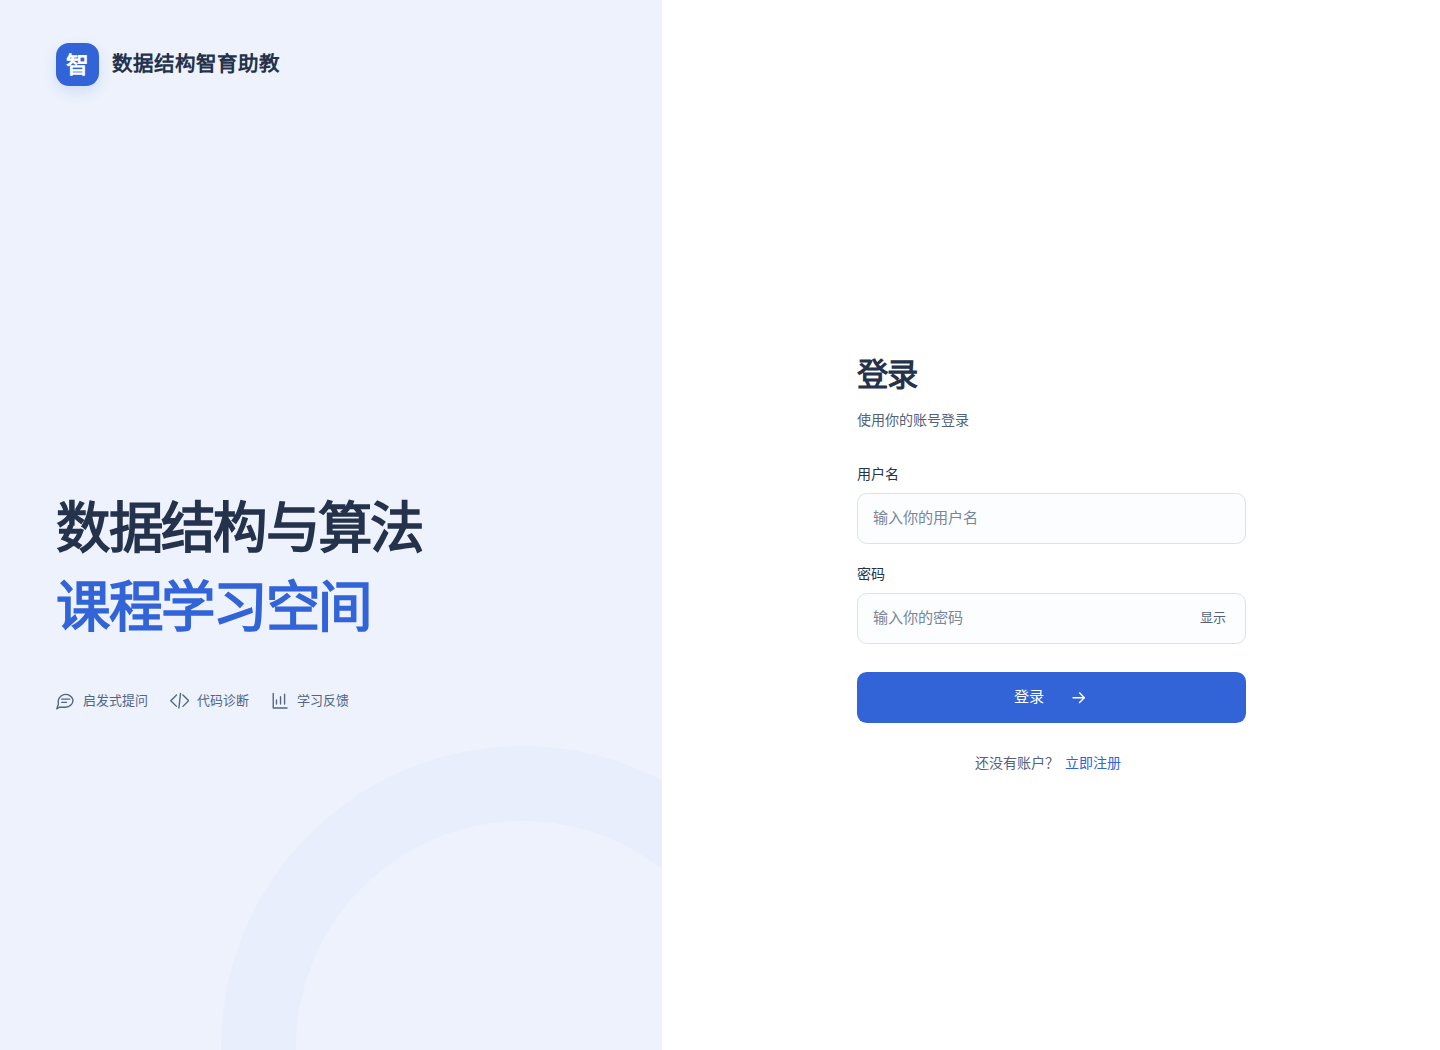 智 数据结构智育助教
数据结构与算法
课程学习空间
启发式提问 代码诊断 学习反馈
登录
使用你的账号登录
用户名
输入你的用户名
密码
输入你的密码 显示
登录
还没有账户？ 立即注册